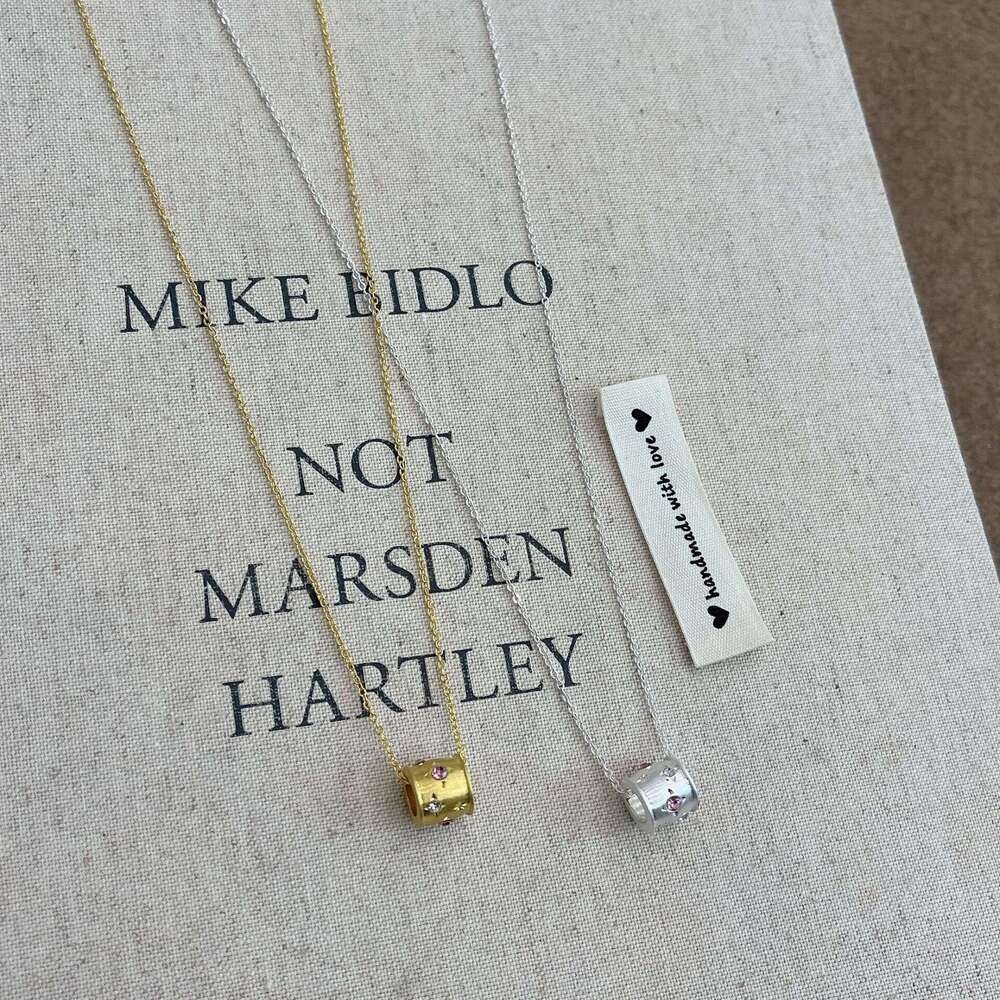 MIKE BIDLO
NOT
MARSDEN
HARTLEY
♥ handmade with love ♥